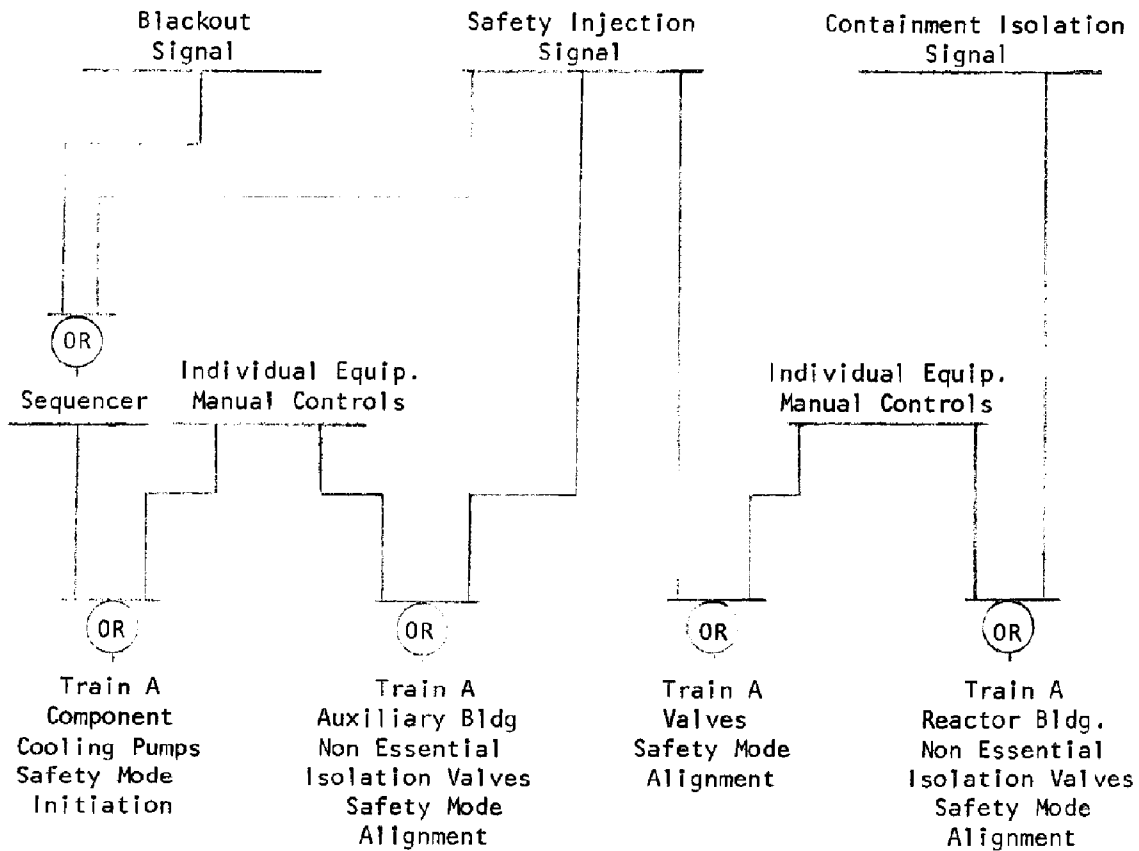 Blackout
Signal
Safety Injection
Signal
Containment Isolation
Signal
OR
Sequencer
Individual Equip.
Manual Controls
Individual Equip.
Manual Controls
OR
OR
OR
OR
Train A
Component
Cooling Pumps
Safety Mode
Initiation
Train A
Auxiliary Bldg
Non Essential
Isolation Valves
Safety Mode
Alignment
Train A
Valves
Safety Mode
Alignment
Train A
Reactor Bldg.
Non Essential
Isolation Valves
Safety Mode
Alignment